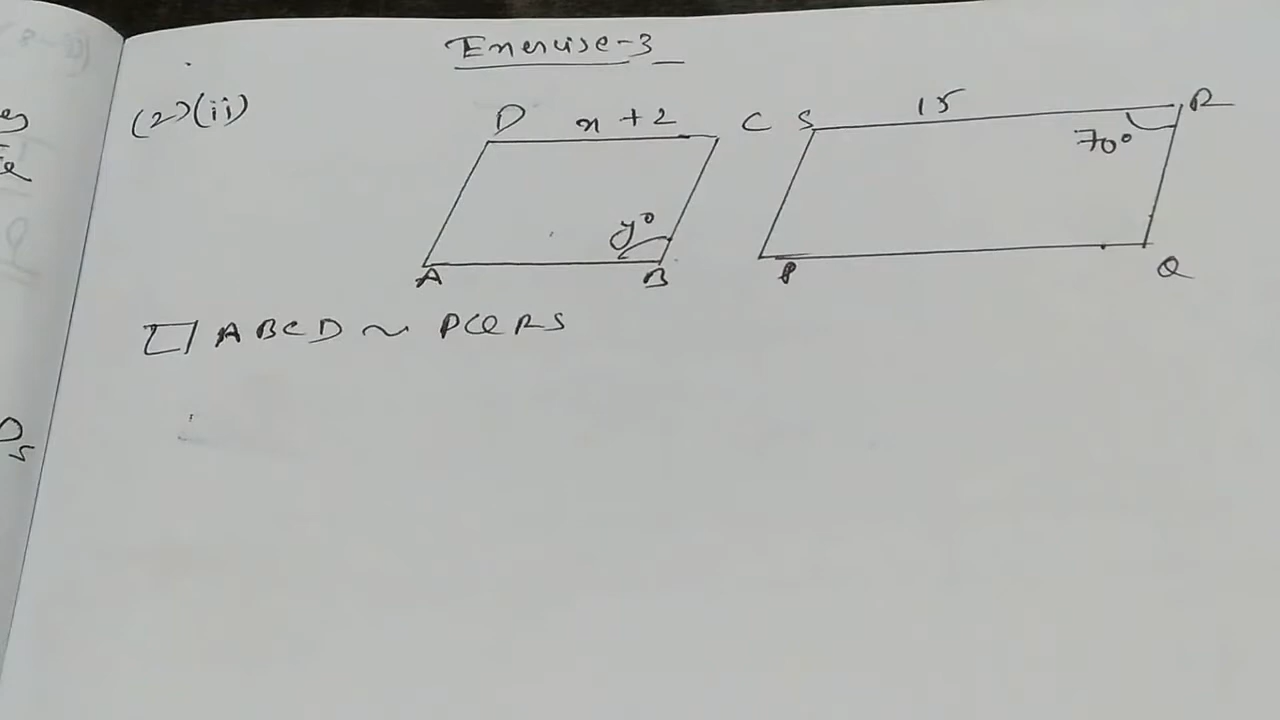 Exercise-3
(2)(ii)
D x + 2 C S 15 R
70°
y°
A B P Q
□ ABCD ~ PQRS